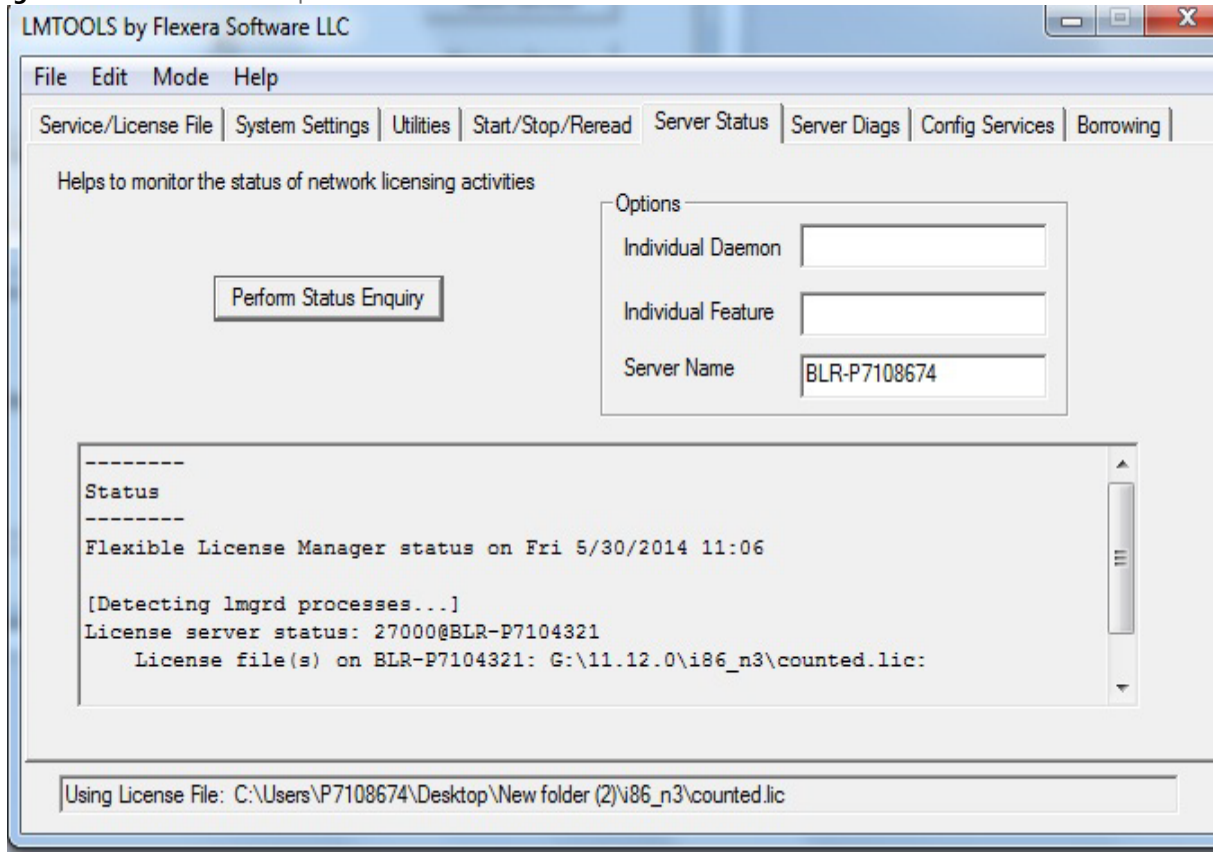 LMTOOLS by Flexera Software LLC
File Edit Mode Help
Service/License File System Settings Utilities Start/Stop/Reread Server Status Server Diags Config Services Borrowing
Helps to monitor the status of network licensing activities
Options
Individual Daemon
Perform Status Enquiry
Individual Feature
Server Name BLR-P7108674
--------
Status
--------
Flexible License Manager status on Fri 5/30/2014 11:06
[Detecting lmgrd processes...]
License server status: 27000@BLR-P7104321
License file(s) on BLR-P7104321: G:\11.12.0\i86_n3\counted.lic:
Using License File: C:\Users\P7108674\Desktop\New folder (2)\i86_n3\counted.lic